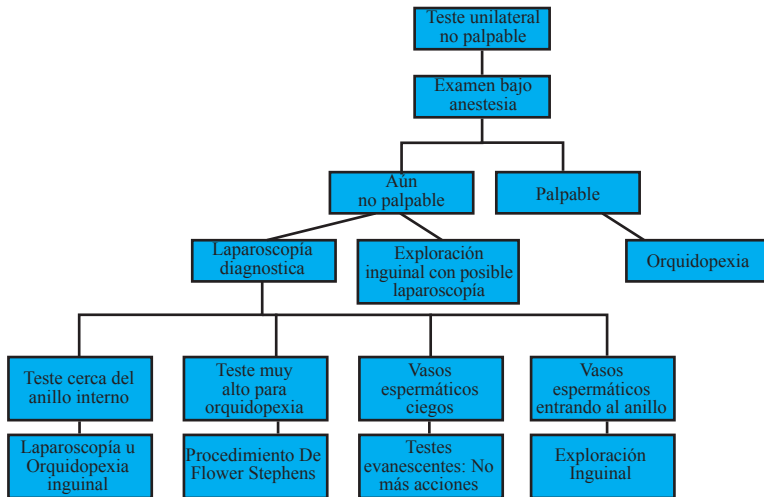 Teste unilateral
no palpable
Examen bajo
anestesia
Aún
no palpable
Palpable
Laparoscopía
diagnostica
Exploración
inguinal con posible
laparoscopía
Orquidopexia
Teste cerca del
anillo interno
Teste muy
alto para
orquidopexia
Vasos
espermáticos
ciegos
Vasos
espermáticos
entrando al anillo
Laparoscopía u
Orquidopexia
inguinal
Procedimiento De
Flower Stephens
Testes
evanescentes: No
más acciones
Exploración
Inguinal